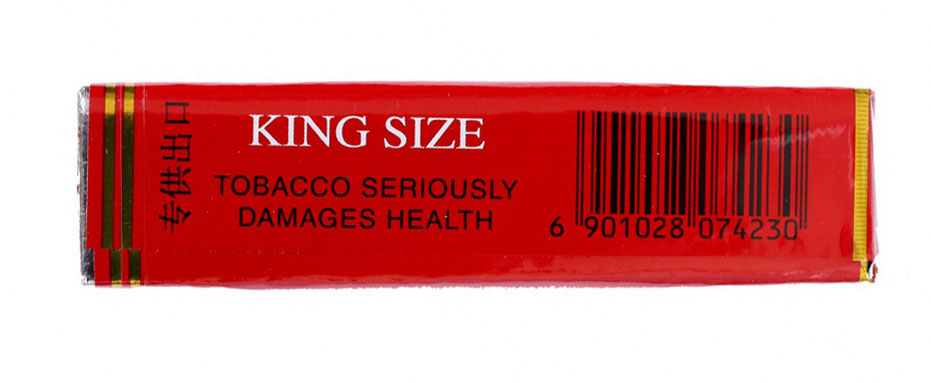 专供出口
KING SIZE
TOBACCO SERIOUSLY
DAMAGES HEALTH
6 901028 074230